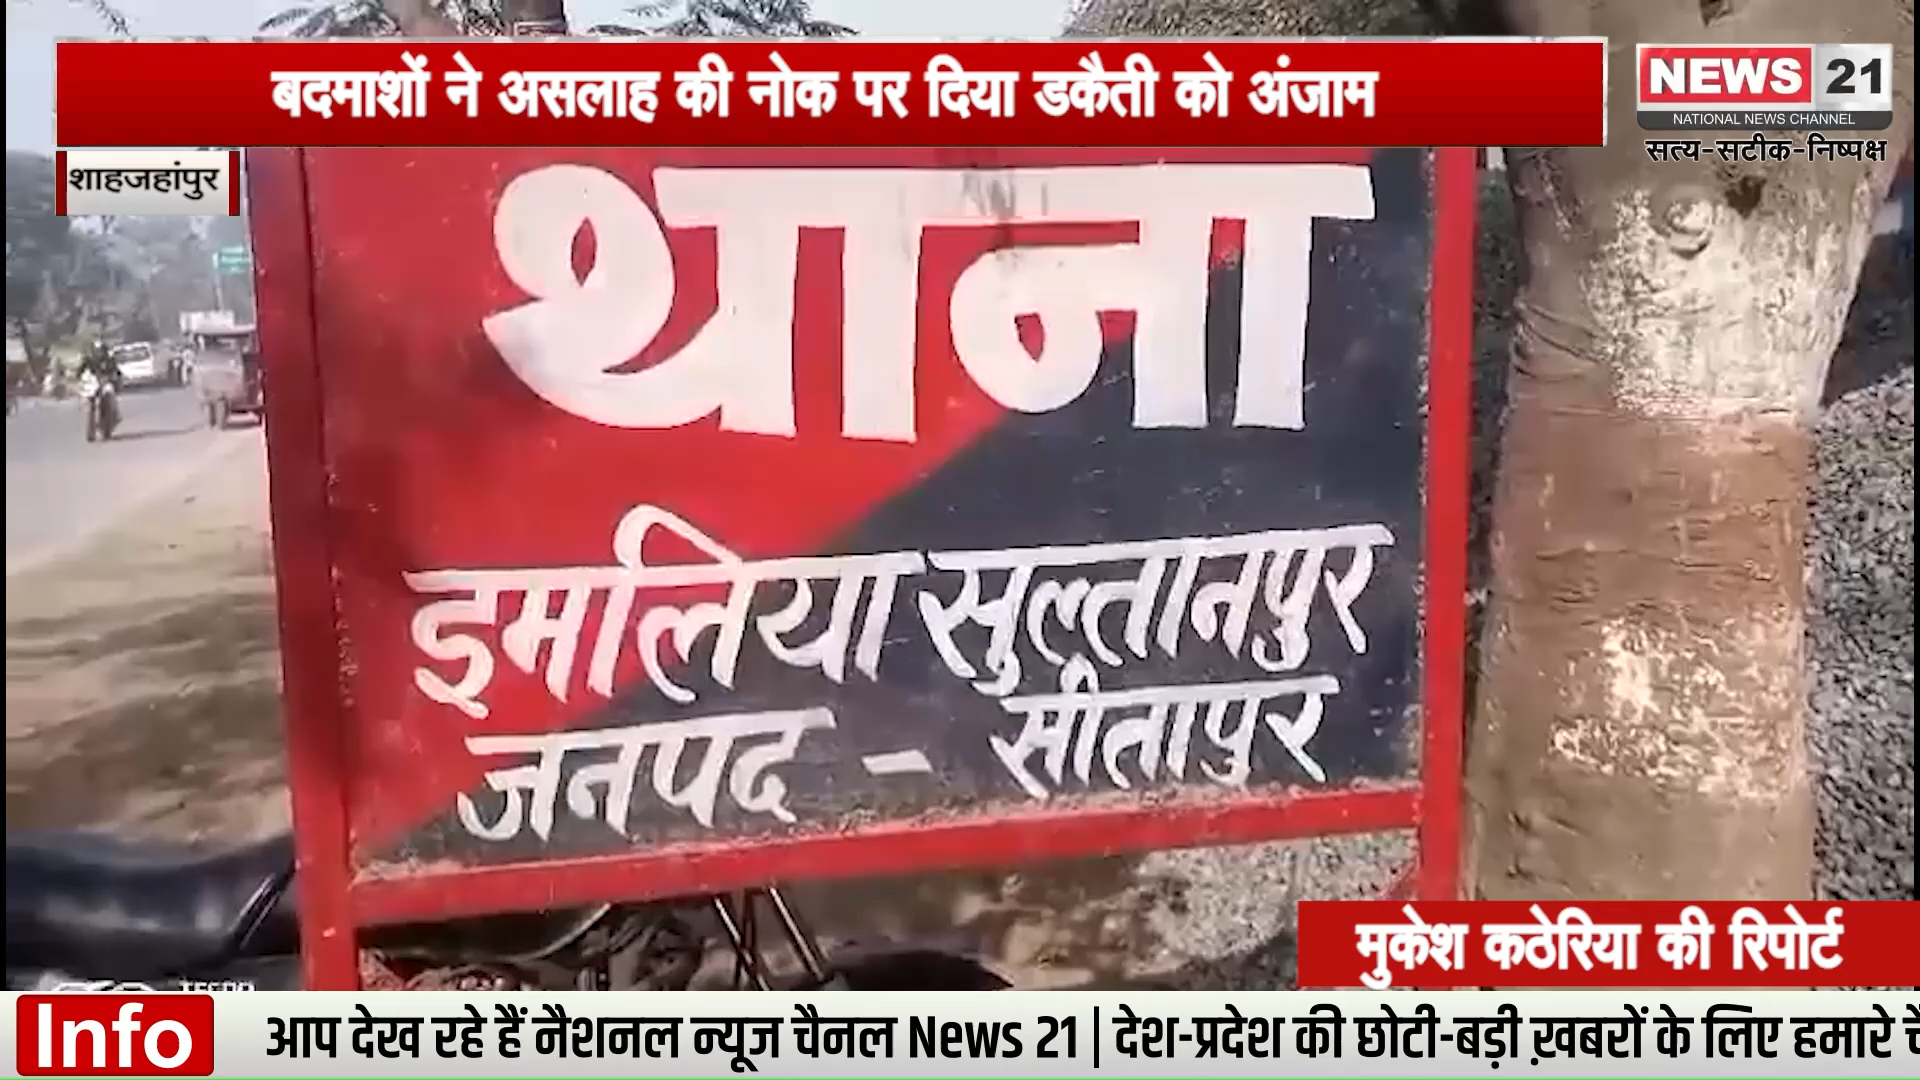 बदमाशों ने असलाह की नोक पर दिया डकैती को अंजाम
NEWS 21
NATIONAL NEWS CHANNEL
सत्य-सटीक-निष्पक्ष
शाहजहांपुर
थाना
इमलिया सुल्तानपुर
जनपद - सीतापुर
मुकेश कठेरिया की रिपोर्ट
Info
आप देख रहे हैं नैशनल न्यूज चैनल News 21 | देश-प्रदेश की छोटी-बड़ी ख़बरों के लिए हमारे